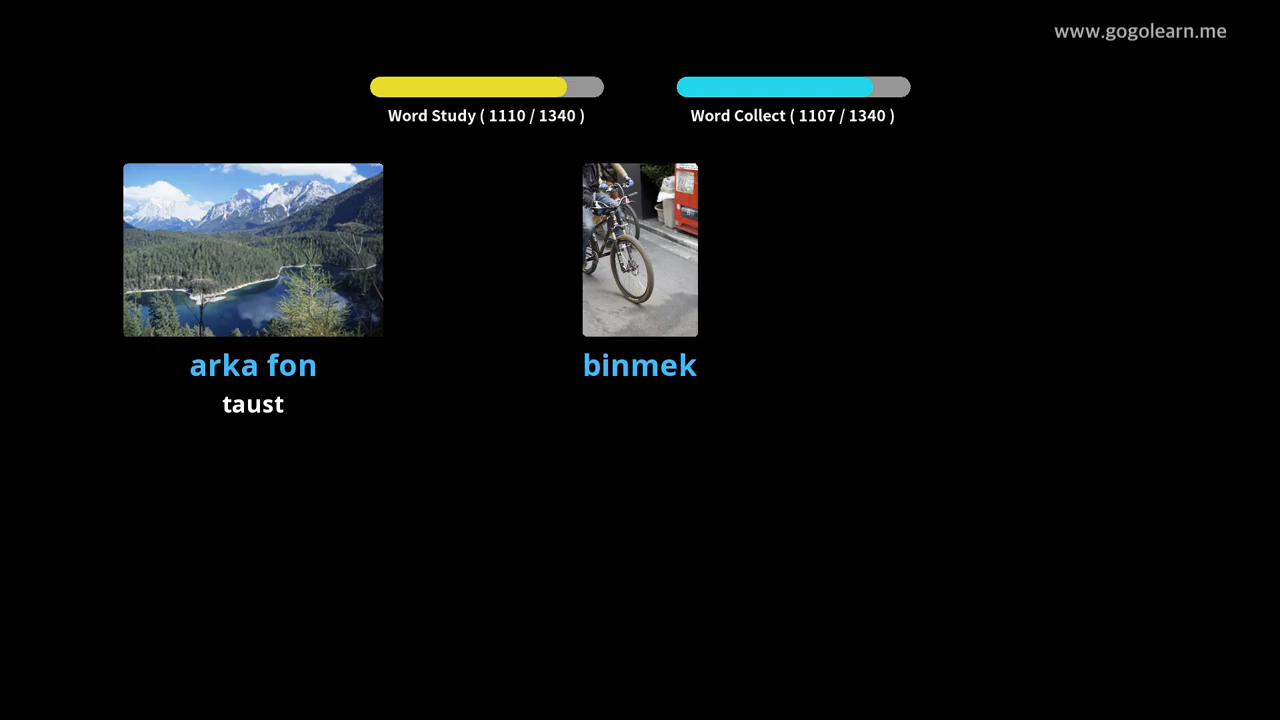 www.gogolearn.me
Word Study ( 1110 / 1340 )
Word Collect ( 1107 / 1340 )
arka fon
taust
binmek